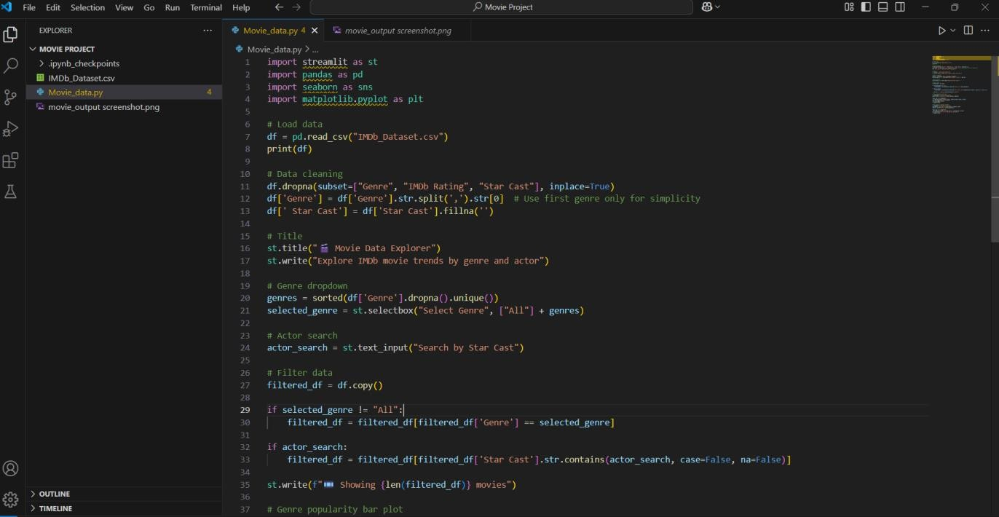 File Edit Selection View Go Run Terminal Help
Movie Project
EXPLORER
MOVIE PROJECT
.ipynb_checkpoints
IMDb_Dataset.csv
Movie_data.py 4
movie_output screenshot.png
OUTLINE
TIMELINE
Movie_data.py 4
movie_output screenshot.png
Movie_data.py > ...
1 import streamlit as st
2 import pandas as pd
3 import seaborn as sns
4 import matplotlib.pyplot as plt
5
6 # Load data
7 df = pd.read_csv("IMDb_Dataset.csv")
8 print(df)
9
10 # Data cleaning
11 df.dropna(subset=["Genre", "IMDb Rating", "Star Cast"], inplace=True)
12 df['Genre'] = df['Genre'].str.split(',').str[0]  # Use first genre only for simplicity
13 df[' Star Cast'] = df['Star Cast'].fillna('')
14
15 # Title
16 st.title("🎬 Movie Data Explorer")
17 st.write("Explore IMDb movie trends by genre and actor")
18
19 # Genre dropdown
20 genres = sorted(df['Genre'].dropna().unique())
21 selected_genre = st.selectbox("Select Genre", ["All"] + genres)
22
23 # Actor search
24 actor_search = st.text_input("Search by Star Cast")
25
26 # Filter data
27 filtered_df = df.copy()
28
29 if selected_genre != "All":
30     filtered_df = filtered_df[filtered_df['Genre'] == selected_genre]
31
32 if actor_search:
33     filtered_df = filtered_df[filtered_df['Star Cast'].str.contains(actor_search, case=False, na=False)]
34
35 st.write(f"🎟️ Showing {len(filtered_df)} movies")
36
37 # Genre popularity bar plot